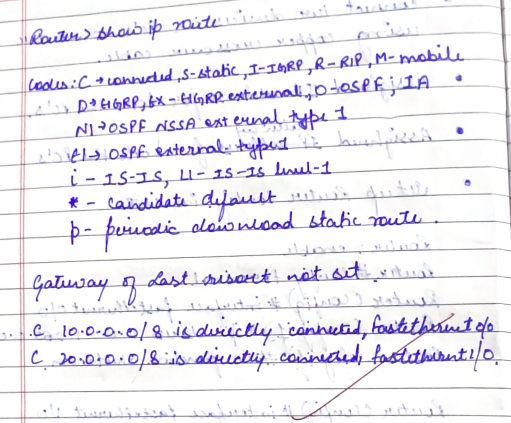 Router> show ip route
Codes: C → connected, S-static, I-IGRP, R-RIP, M-mobile
D → EIGRP, EX-EIGRP external, O-OSPF, IA
N1 → OSPF NSSA external type 1
E1 → OSPF external type 1
i - IS-IS, L1 - IS-IS level-1
* - candidate default
p - periodic download static route.
Gateway of last resort not set.
C 10.0.0.0/8 is directly connected, fastethernet 0/0
C 20.0.0.0/8 is directly connected, fastethernet 1/0.